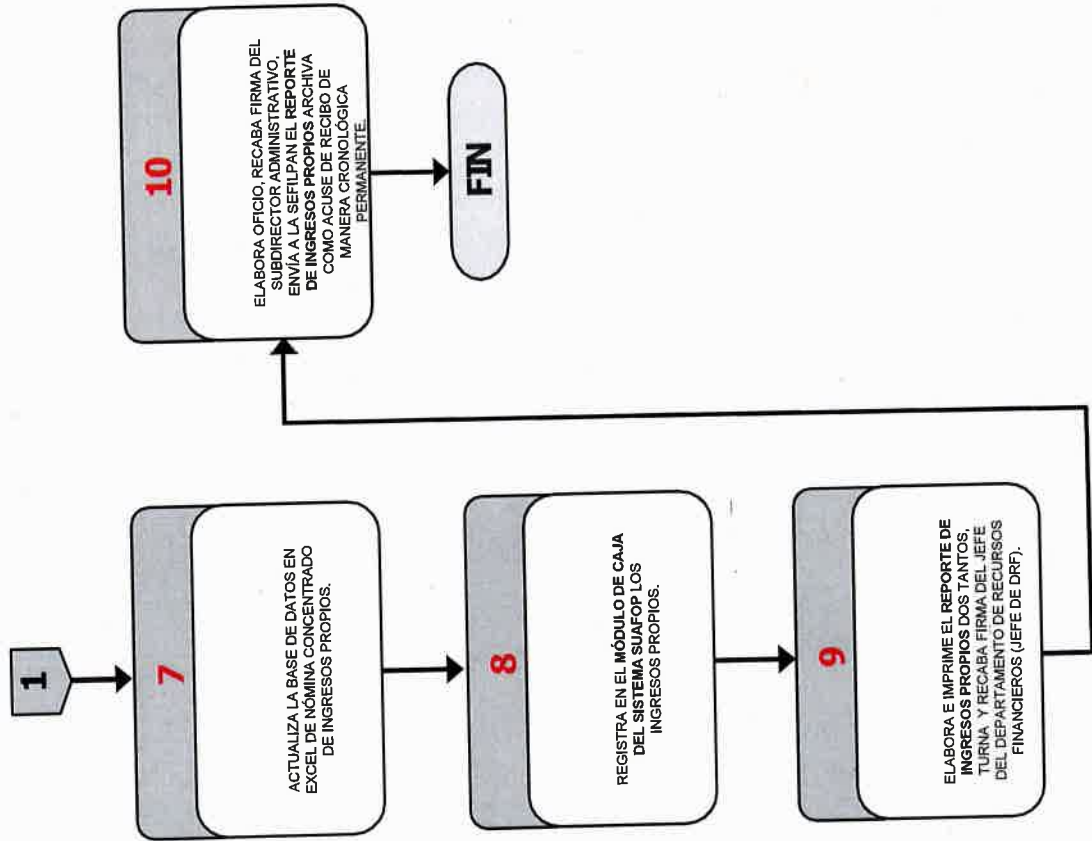 1
7
ACTUALIZA LA BASE DE DATOS EN
EXCEL DE NÓMINA CONCENTRADO
DE INGRESOS PROPIOS.
8
REGISTRA EN EL MÓDULO DE CAJA
DEL SISTEMA SUAFOP LOS
INGRESOS PROPIOS.
9
ELABORA E IMPRIME EL REPORTE DE
INGRESOS PROPIOS DOS TANTOS,
TURNA Y RECABA FIRMA DEL JEFE
DEL DEPARTAMENTO DE RECURSOS
FINANCIEROS (JEFE DE DRF).
10
ELABORA OFICIO, RECABA FIRMA DEL
SUBDIRECTOR ADMINISTRATIVO,
ENVÍA A LA SEFILPAN EL REPORTE
DE INGRESOS PROPIOS ARCHIVA
COMO ACUSE DE RECIBO DE
MANERA CRONOLÓGICA
PERMANENTE.
FIN